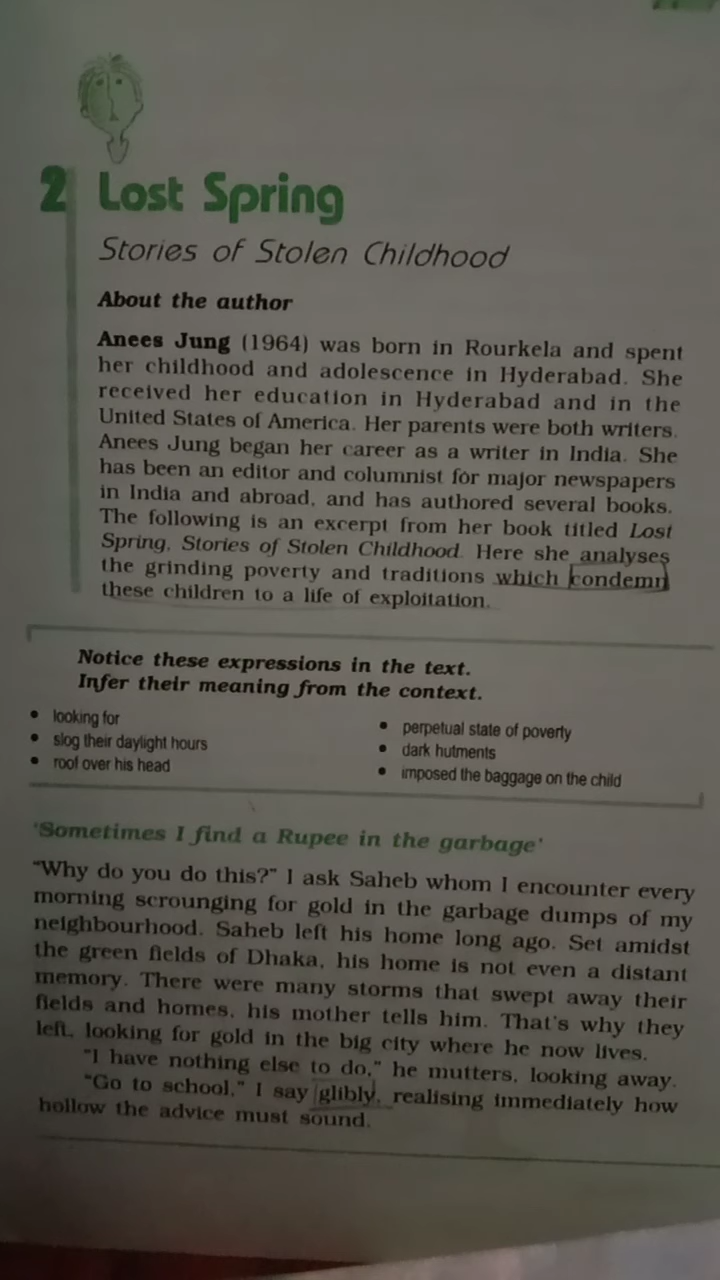 2 Lost Spring
Stories of Stolen Childhood
About the author
Anees Jung (1964) was born in Rourkela and spent
her childhood and adolescence in Hyderabad. She
received her education in Hyderabad and in the
United States of America. Her parents were both writers.
Anees Jung began her career as a writer in India. She
has been an editor and columnist for major newspapers
in India and abroad, and has authored several books.
The following is an excerpt from her book titled Lost
Spring, Stories of Stolen Childhood. Here she analyses
the grinding poverty and traditions which condemn
these children to a life of exploitation.
Notice these expressions in the text.
Infer their meaning from the context.
• looking for
• slog their daylight hours
• roof over his head
• perpetual state of poverty
• dark hutments
• imposed the baggage on the child
'Sometimes I find a Rupee in the garbage'
"Why do you do this?" I ask Saheb whom I encounter every
morning scrounging for gold in the garbage dumps of my
neighbourhood. Saheb left his home long ago. Set amidst
the green fields of Dhaka, his home is not even a distant
memory. There were many storms that swept away their
fields and homes, his mother tells him. That's why they
left, looking for gold in the big city where he now lives.
"I have nothing else to do," he mutters, looking away.
"Go to school," I say glibly, realising immediately how
hollow the advice must sound.